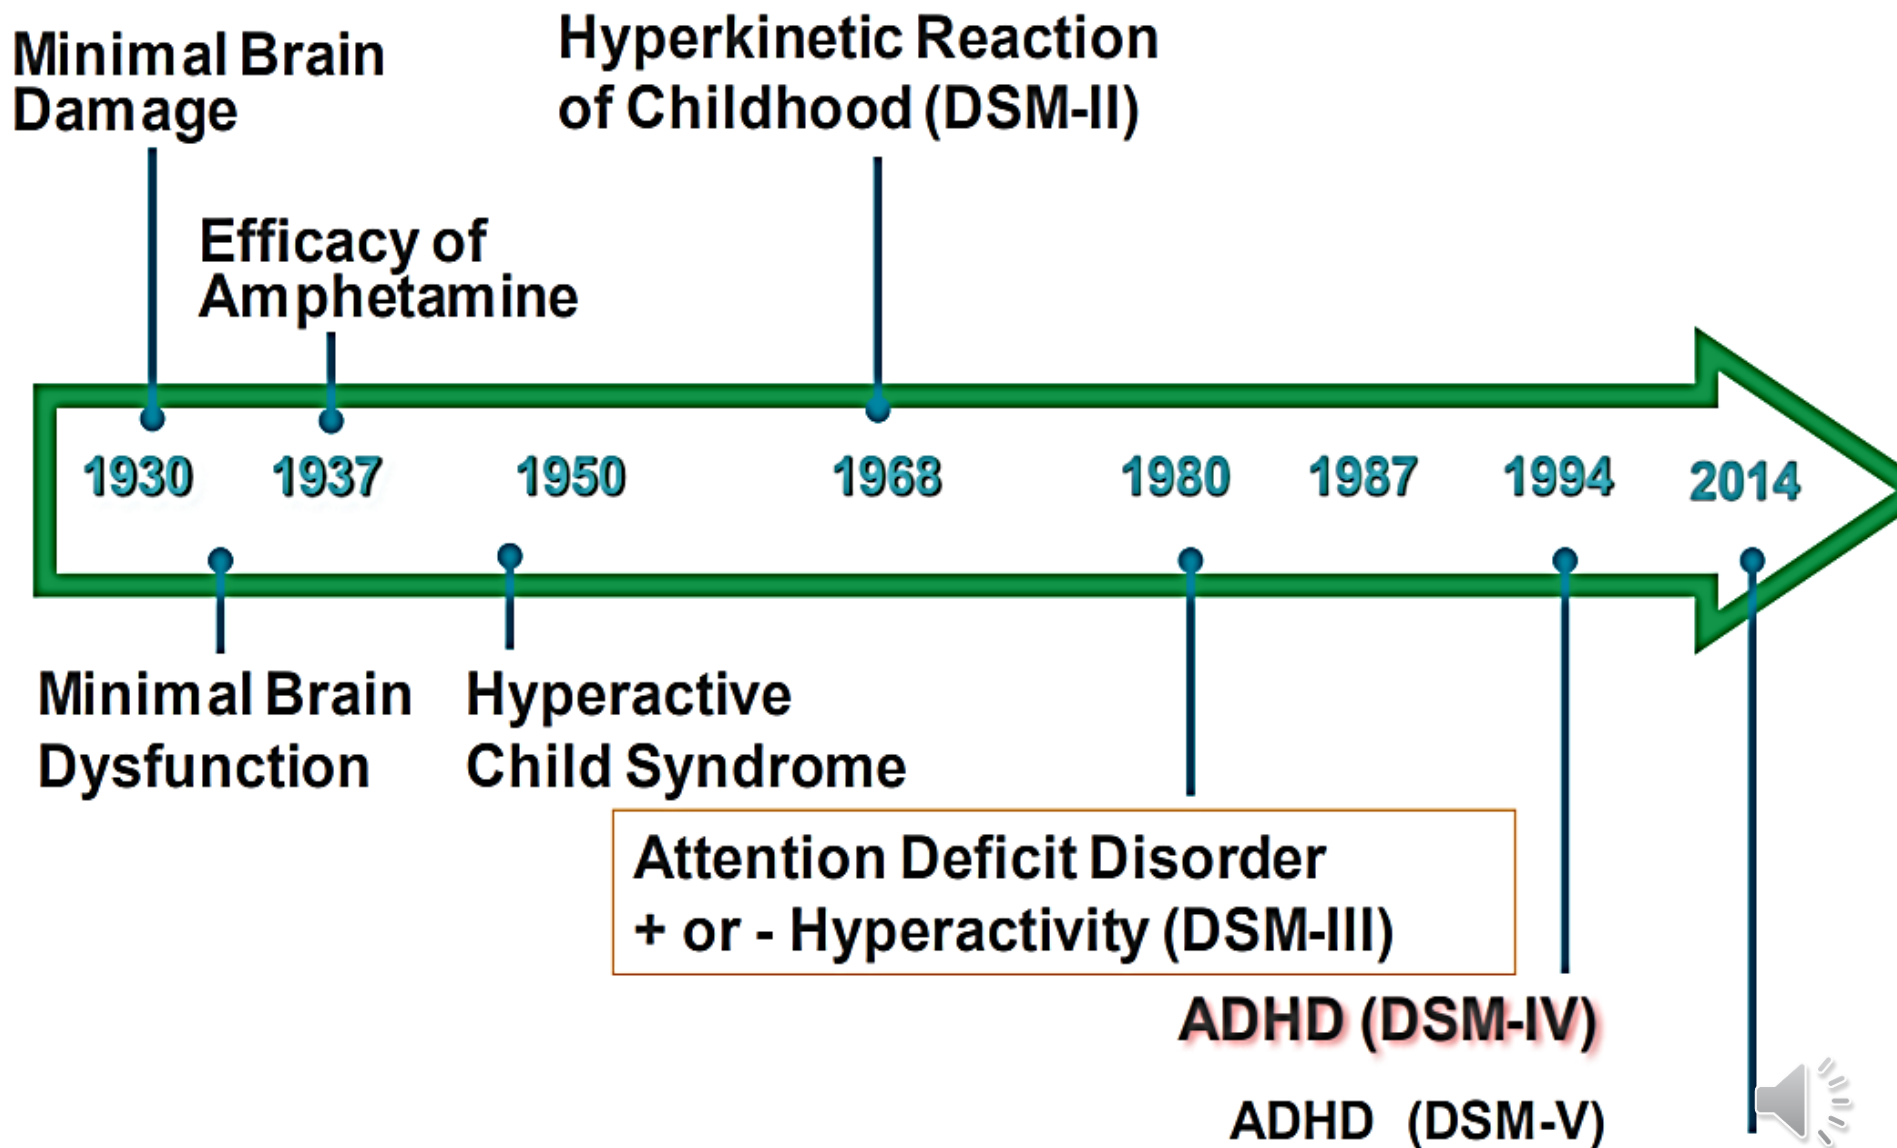 Minimal Brain
Damage
Hyperkinetic Reaction
of Childhood (DSM-II)
Efficacy of
Amphetamine
1930 1937 1950 1968 1980 1987 1994 2014
Minimal Brain
Dysfunction
Hyperactive
Child Syndrome
Attention Deficit Disorder
+ or - Hyperactivity (DSM-III)
ADHD (DSM-IV)
ADHD (DSM-V)